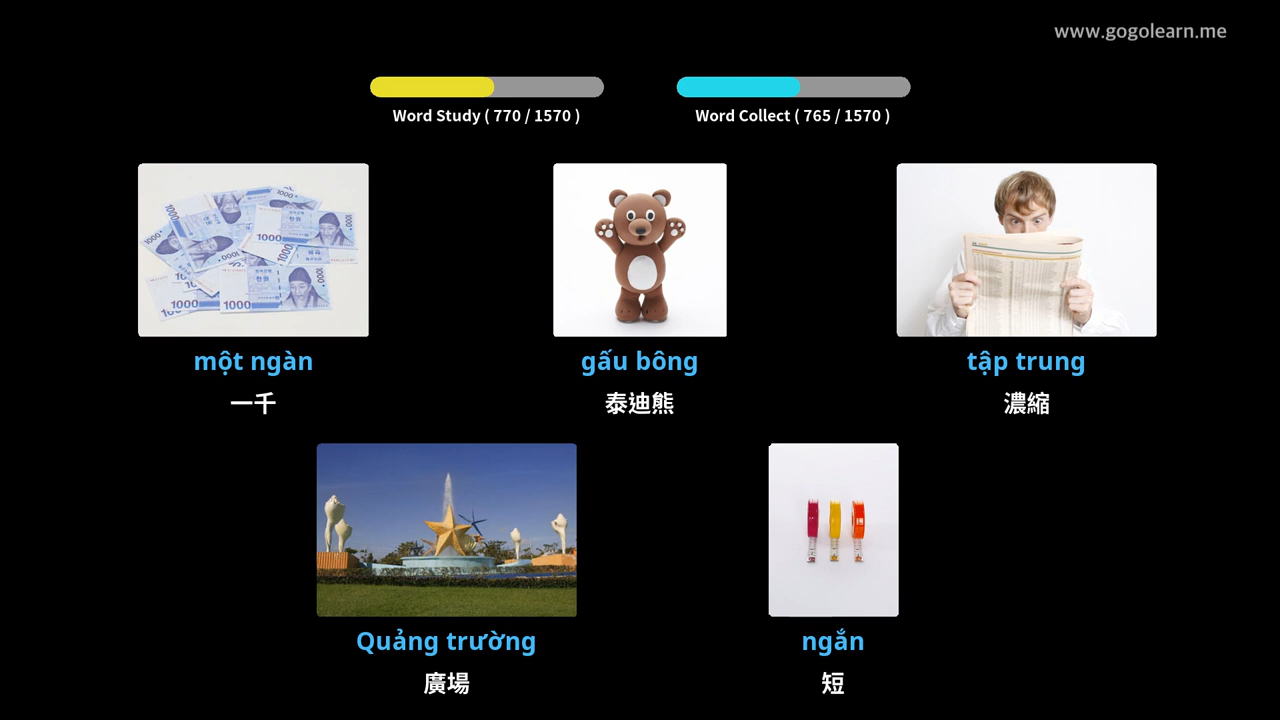 www.gogolearn.me
Word Study ( 770 / 1570 )
Word Collect ( 765 / 1570 )
một ngàn
一千
gấu bông
泰迪熊
tập trung
濃縮
Quảng trường
廣場
ngắn
短